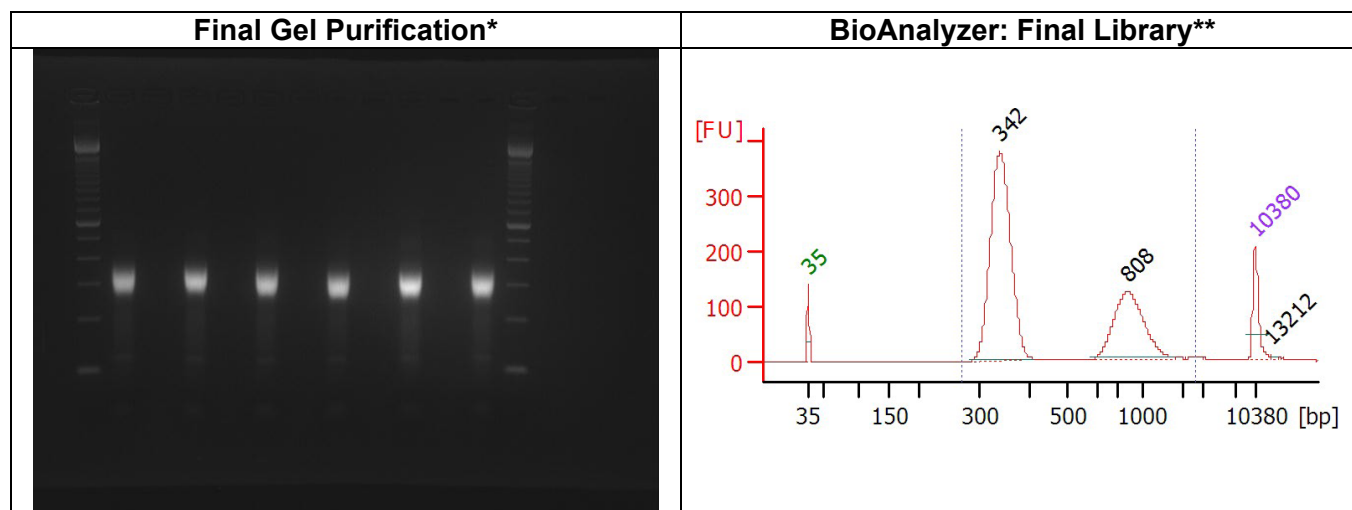 Final Gel Purification*
BioAnalyzer: Final Library**
[FU]
300
200
100
0
35
342
808
10380
13212
35 150 300 500 1000 10380 [bp]